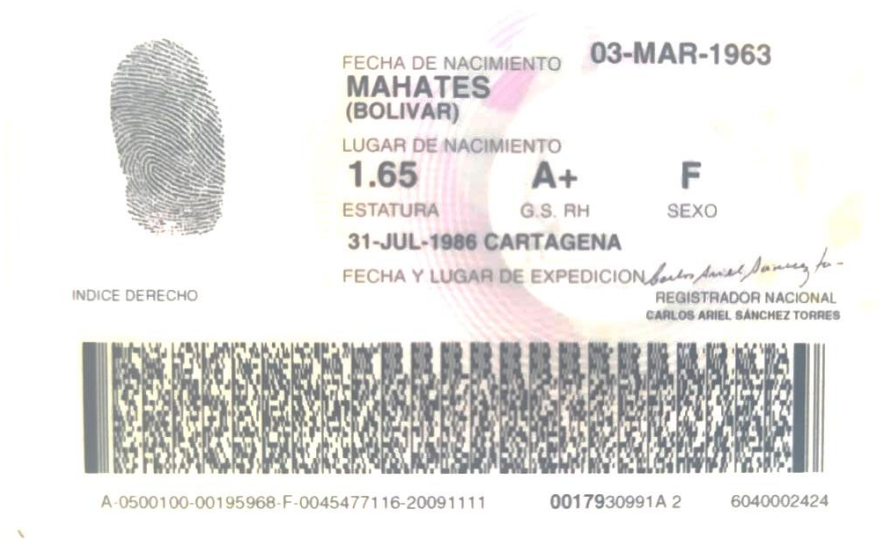 FECHA DE NACIMIENTO 03-MAR-1963
MAHATES
(BOLIVAR)
LUGAR DE NACIMIENTO
1.65 A+ F
ESTATURA G.S. RH SEXO
31-JUL-1986 CARTAGENA
FECHA Y LUGAR DE EXPEDICION
INDICE DERECHO
REGISTRADOR NACIONAL
CARLOS ARIEL SÁNCHEZ TORRES
A-0500100-00195968-F-0045477116-20091111 0017930991A 2 6040002424